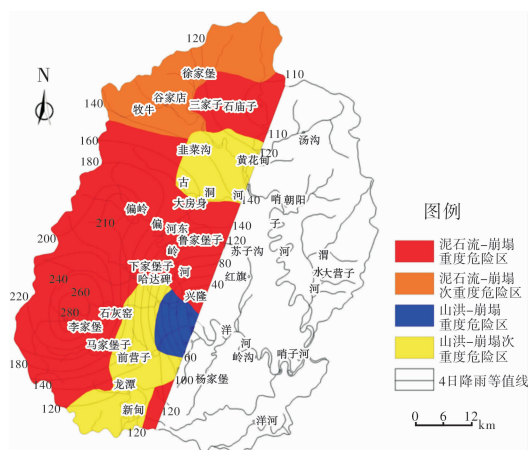 120
徐家堡
N
110
谷家店
140
牧牛
三家子
石庙子
110
汤沟
160
韭菜沟
120
180
黄花甸
古
洞
河
140
大房身
哨
朝阳
偏岭
子
210
偏
河东
140
河
图例
200
鲁家堡子
120
渭
岭
苏子沟
水
大营子
泥石流-崩塌
重度危险区
下家堡子
80
河
240
哈达碑
河
红旗
260
40
泥石流-崩塌
次重度危险区
220
280
石灰窑
兴隆
李家堡
洋
山洪-崩塌
重度危险区
马家堡子
河
180
前营子
60
岭沟
哨子河
山洪-崩塌次
重度危险区
140
龙潭
100
杨家堡
4日降雨等值线
120
新甸
120
洋河
120
0 6 12
km